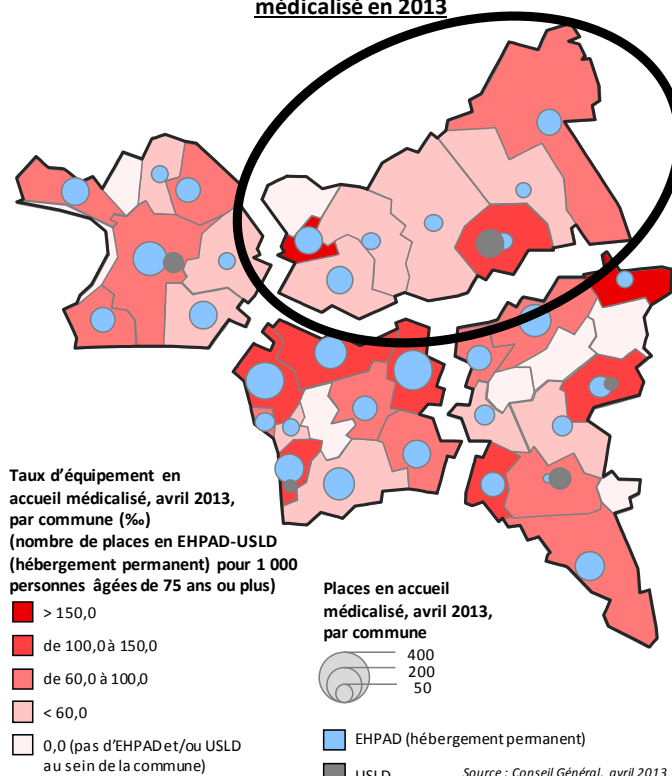 médicalisé en 2013
Taux d'équipement en
accueil médicalisé, avril 2013,
par commune (‰)
(nombre de places en EHPAD-USLD
(hébergement permanent) pour 1 000
personnes âgées de 75 ans ou plus)
> 150,0
de 100,0 à 150,0
de 60,0 à 100,0
< 60,0
0,0 (pas d'EHPAD et/ou USLD
au sein de la commune)
Places en accueil
médicalisé, avril 2013,
par commune
400
200
50
EHPAD (hébergement permanent)
USLD
Source : Conseil Général, avril 2013